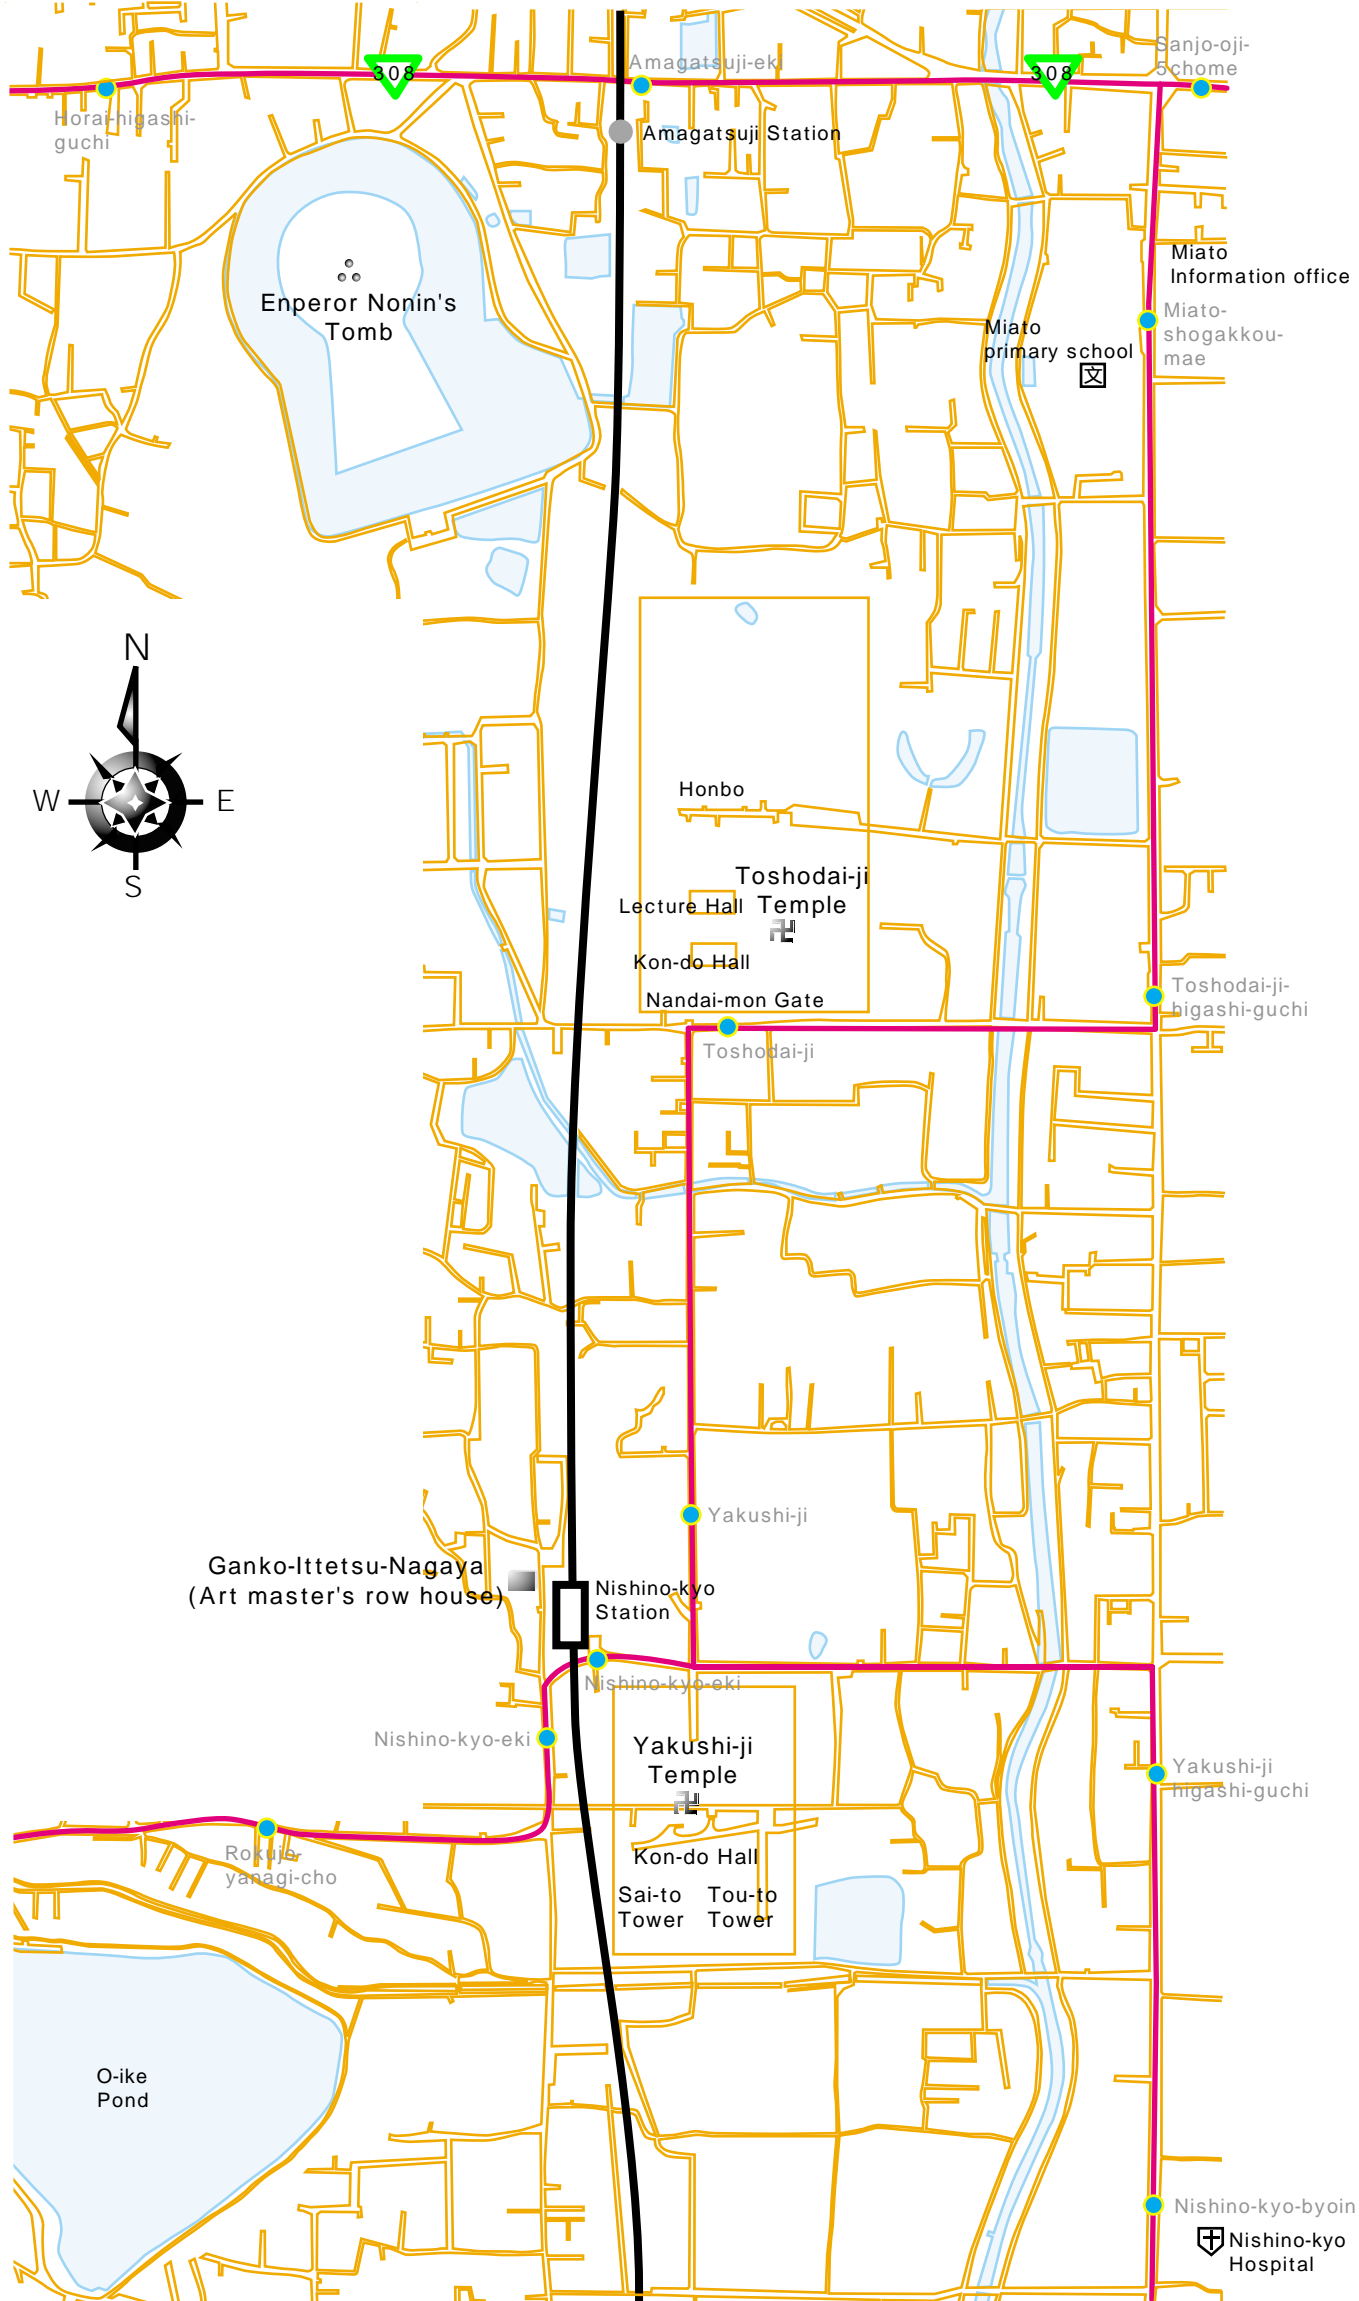 Sanjo-oji-
5chome
Amagatsuji-eki
308
308
Horai-higashi-
guchi
Amagatsuji Station
Miato
Information office
Enperor Nonin's
Tomb
Miato-
shogakkou-
mae
Miato
primary school
文
N
W
E
S
Honbo
Toshodai-ji
Temple
卍
Lecture Hall
Kon-do Hall
Nandai-mon Gate
Toshodai-ji-
higashi-guchi
Toshodai-ji
Yakushi-ji
Ganko-Ittetsu-Nagaya
(Art master's row house)
Nishino-kyo
Station
Nishino-kyo-eki
Nishino-kyo-eki
Yakushi-ji
Temple
卍
Yakushi-ji
higashi-guchi
Rokujo-
yanagi-cho
Kon-do Hall
Sai-to
Tower
Tou-to
Tower
O-ike
Pond
Nishino-kyo-byoin
Nishino-kyo
Hospital